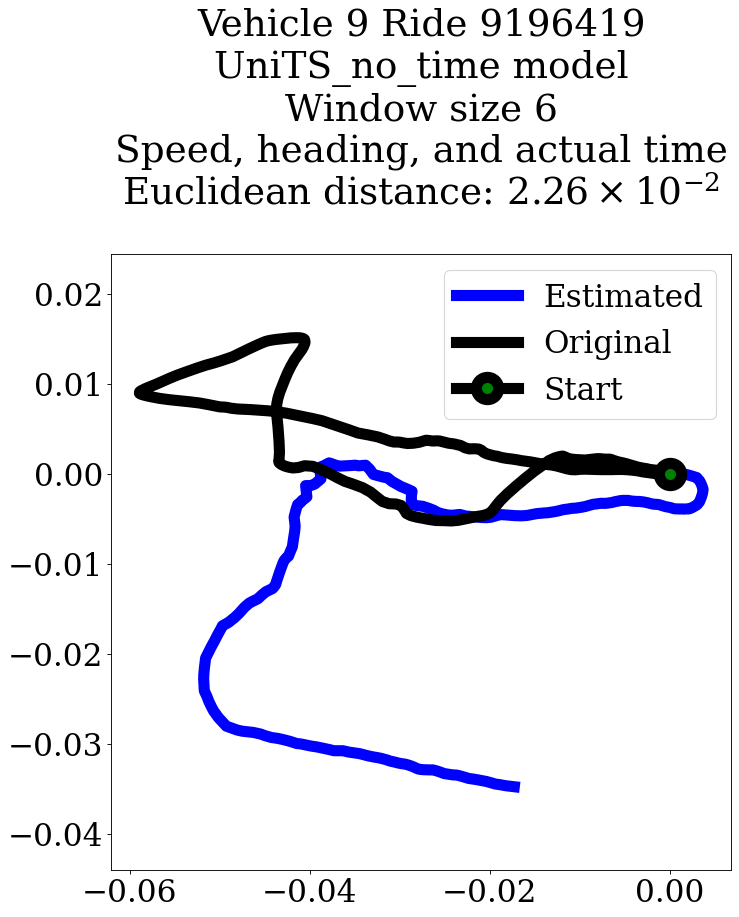 Vehicle 9 Ride 9196419
UniTS_no_time model
Window size 6
Speed, heading, and actual time
Euclidean distance: 2.26 × 10⁻²
Estimated
Original
Start
0.02
0.01
0.00
−0.01
−0.02
−0.03
−0.04
−0.06 −0.04 −0.02 0.00